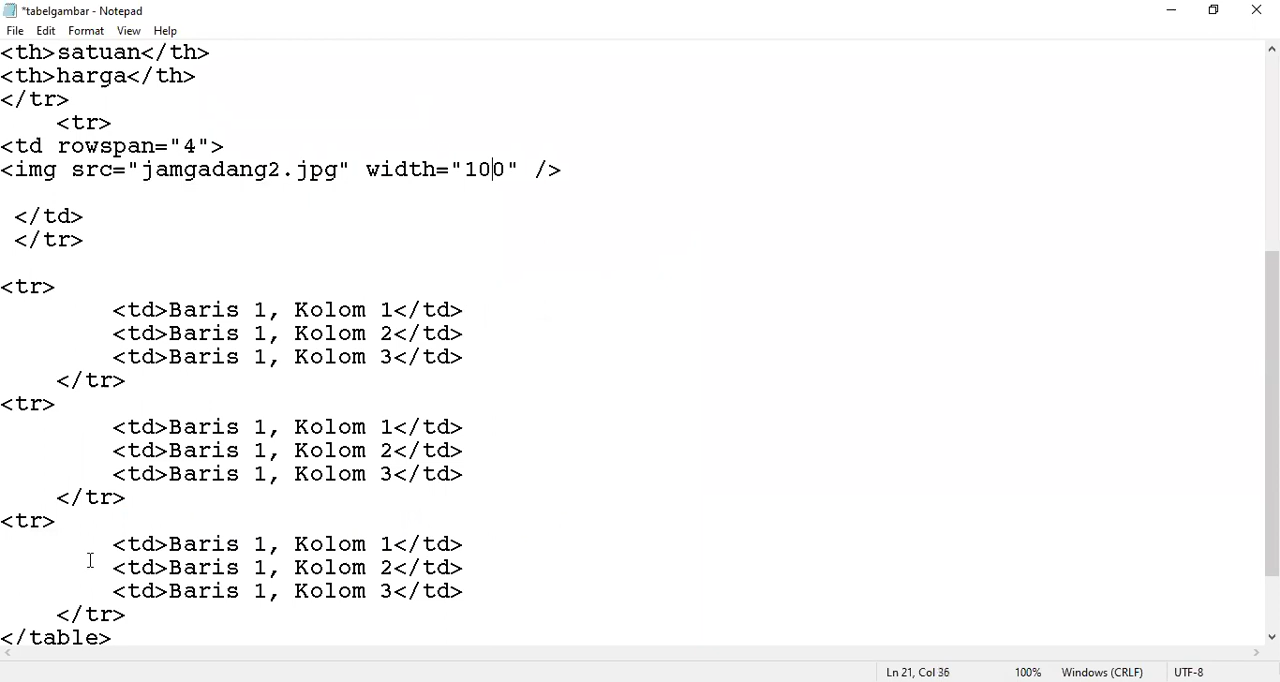 *tabelgambar - Notepad
File Edit Format View Help
<th>satuan</th>
<th>harga</th>
</tr>
<tr>
<td rowspan="4">
<img src="jamgadang2.jpg" width="100" />
</td>
</tr>
<tr>
<td>Baris 1, Kolom 1</td>
<td>Baris 1, Kolom 2</td>
<td>Baris 1, Kolom 3</td>
</tr>
<tr>
<td>Baris 1, Kolom 1</td>
<td>Baris 1, Kolom 2</td>
<td>Baris 1, Kolom 3</td>
</tr>
<tr>
<td>Baris 1, Kolom 1</td>
<td>Baris 1, Kolom 2</td>
<td>Baris 1, Kolom 3</td>
</tr>
</table>
Ln 21, Col 36 100% Windows (CRLF) UTF-8